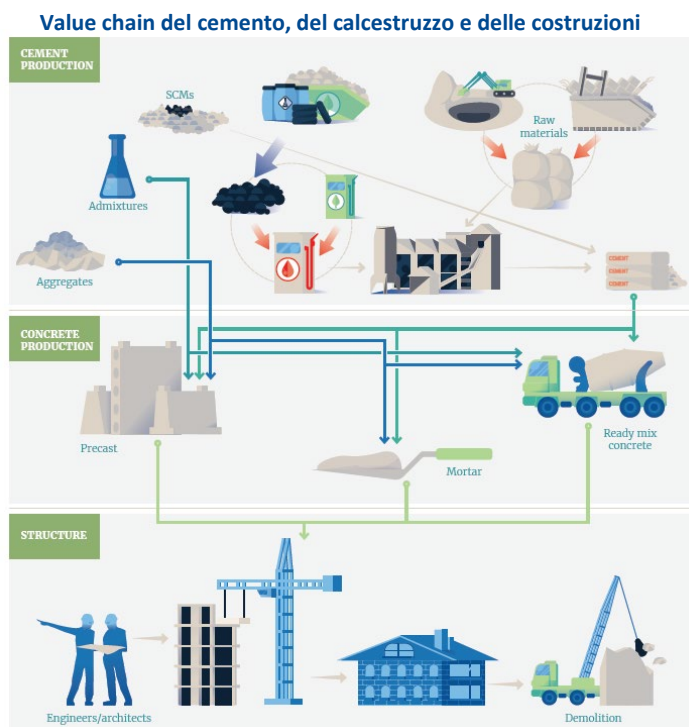 Value chain del cemento, del calcestruzzo e delle costruzioni
CEMENT
PRODUCTION
SCMs
Raw
materials
Admixtures
Aggregates
CEMENT
CEMENT
CEMENT
CONCRETE
PRODUCTION
Precast
Mortar
Ready mix
concrete
STRUCTURE
Engineers/architects
Demolition